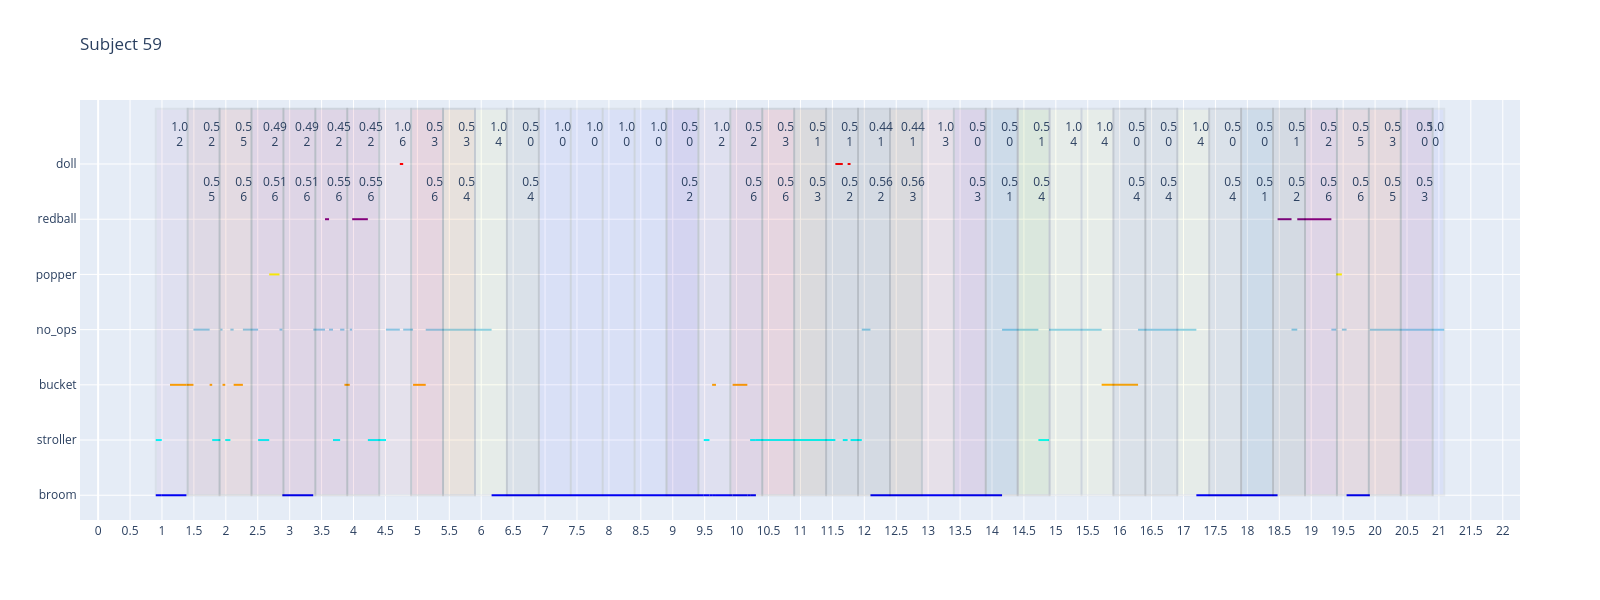 Subject 59
1.0 0.5 0.5 0.49 0.49 0.45 0.45 1.0 0.5 0.5 1.0 0.5 1.0 1.0 1.0 1.0 0.5 1.0 0.5 0.5 0.5 0.5 0.44 0.44 1.0 0.5 0.5 0.5 1.0 1.0 0.5 0.5 1.0 0.5 0.5 0.5 0.5 0.5 0.5 0.5 1.0
2 2 5 2 2 2 2 6 3 3 4 0 0 0 0 0 0 2 2 3 1 1 1 1 3 0 0 1 4 4 0 0 4 0 0 1 2 5 3 0 0
doll
0.5 0.5 0.51 0.51 0.55 0.55 0.5 0.5 0.5 0.5 0.5 0.5 0.5 0.5 0.56 0.56 0.5 0.5 0.5 0.5 0.5 0.5 0.5 0.5 0.5 0.5 0.5 0.5
5 6 6 6 6 6 6 4 4 2 6 6 3 2 2 3 3 1 4 4 4 4 1 2 6 6 5 3
redball
popper
no_ops
bucket
stroller
broom
0 0.5 1 1.5 2 2.5 3 3.5 4 4.5 5 5.5 6 6.5 7 7.5 8 8.5 9 9.5 10 10.5 11 11.5 12 12.5 13 13.5 14 14.5 15 15.5 16 16.5 17 17.5 18 18.5 19 19.5 20 20.5 21 21.5 22